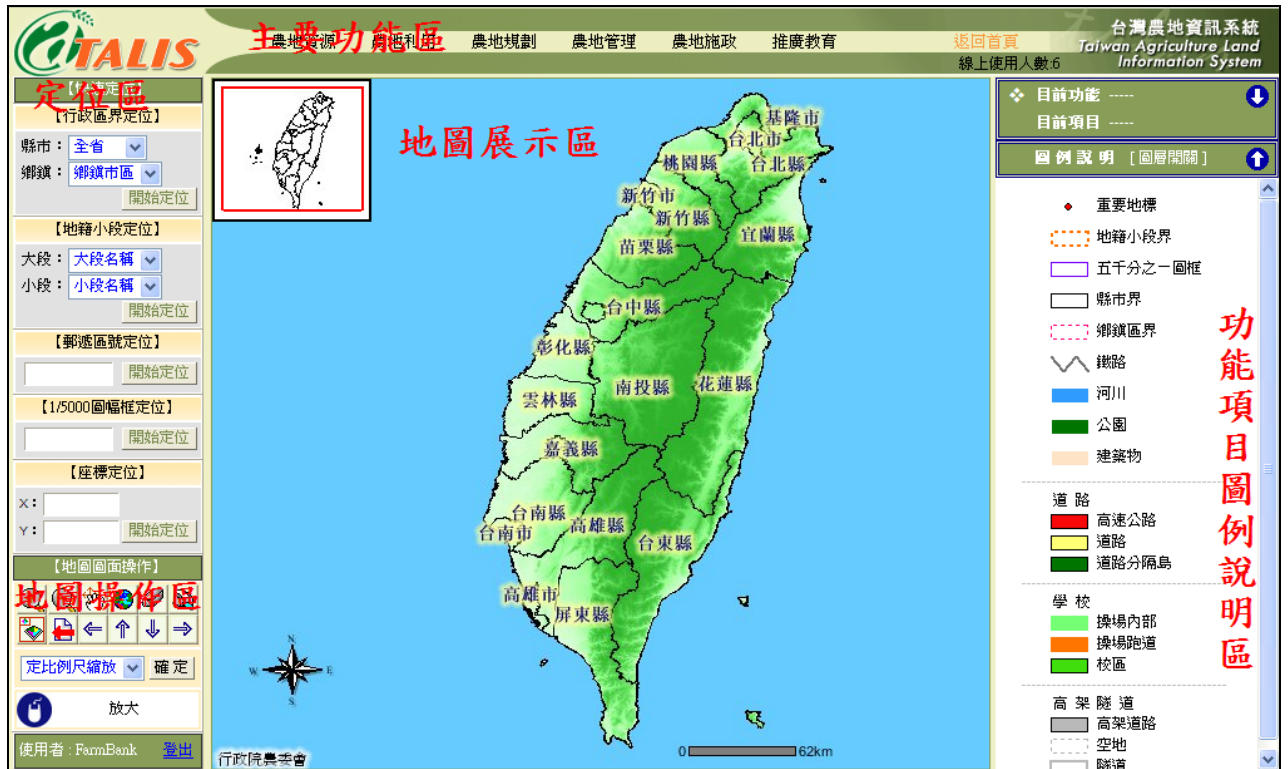 TALIS
主要功能區
農地資源 農地利用 農地規劃 農地管理 農地施政 推廣教育
返回首頁
線上使用人數:6
台灣農地資訊系統
Taiwan Agriculture Land
Information System
定位區
【快速定位】
【行政區界定位】
縣市：全省
鄉鎮：鄉鎮市區
開始定位
【地籍小段定位】
大段：大段名稱
小段：小段名稱
開始定位
【郵遞區號定位】
開始定位
【1/5000圖幅框定位】
開始定位
【座標定位】
X：
Y：
開始定位
【地圖圖面操作】
地圖操作區
定比例尺縮放 確定
放大
使用者 : FarmBank 登出
地圖展示區
基隆市
台北市
桃園縣 台北縣
新竹市
新竹縣
宜蘭縣
苗栗縣
台中縣
彰化縣
南投縣 花蓮縣
雲林縣
嘉義縣
台南縣
台南市 高雄縣
台東縣
高雄市
屏東縣
N
W E
S
行政院農委會
0 62km
目前功能 -----
目前項目 -----
圖例說明 [圖層開關]
重要地標
地籍小段界
五千分之一圖框
縣市界
鄉鎮區界
鐵路
河川
公園
建築物
道路
高速公路
道路
道路分隔島
學校
操場內部
操場跑道
校區
高架隧道
高架道路
空地
隧道
功能項目圖例說明區